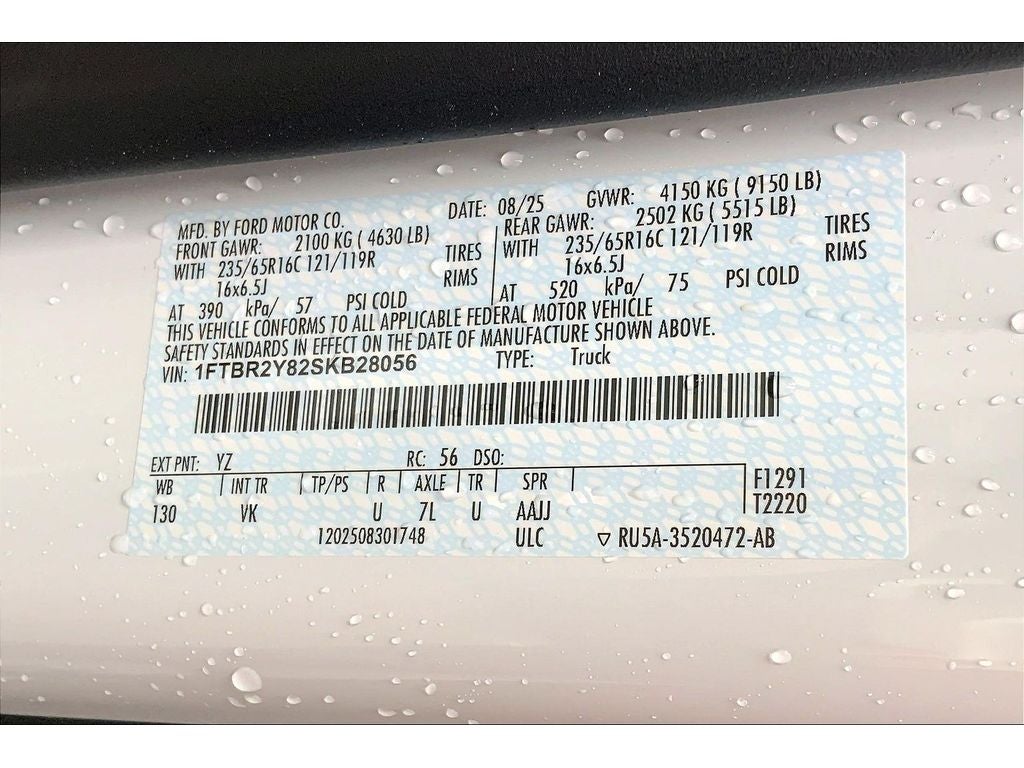 MFD. BY FORD MOTOR CO. DATE: 08/25 GVWR: 4150 KG ( 9150 LB)
FRONT GAWR: 2100 KG ( 4630 LB) REAR GAWR: 2502 KG ( 5515 LB)
WITH 235/65R16C 121/119R TIRES WITH 235/65R16C 121/119R TIRES
16x6.5J RIMS 16x6.5J RIMS
AT 390 kPa/ 57 PSI COLD AT 520 kPa/ 75 PSI COLD
THIS VEHICLE CONFORMS TO ALL APPLICABLE FEDERAL MOTOR VEHICLE
SAFETY STANDARDS IN EFFECT ON THE DATE OF MANUFACTURE SHOWN ABOVE.
VIN: 1FTBR2Y82SKB28056 TYPE: Truck
EXT PNT: YZ RC: 56 DSO:
WB INT TR TP/PS R AXLE TR SPR F1291
130 VK U 7L U AAJJ T2220
1202508301748 ULC ▽ RU5A-3520472-AB